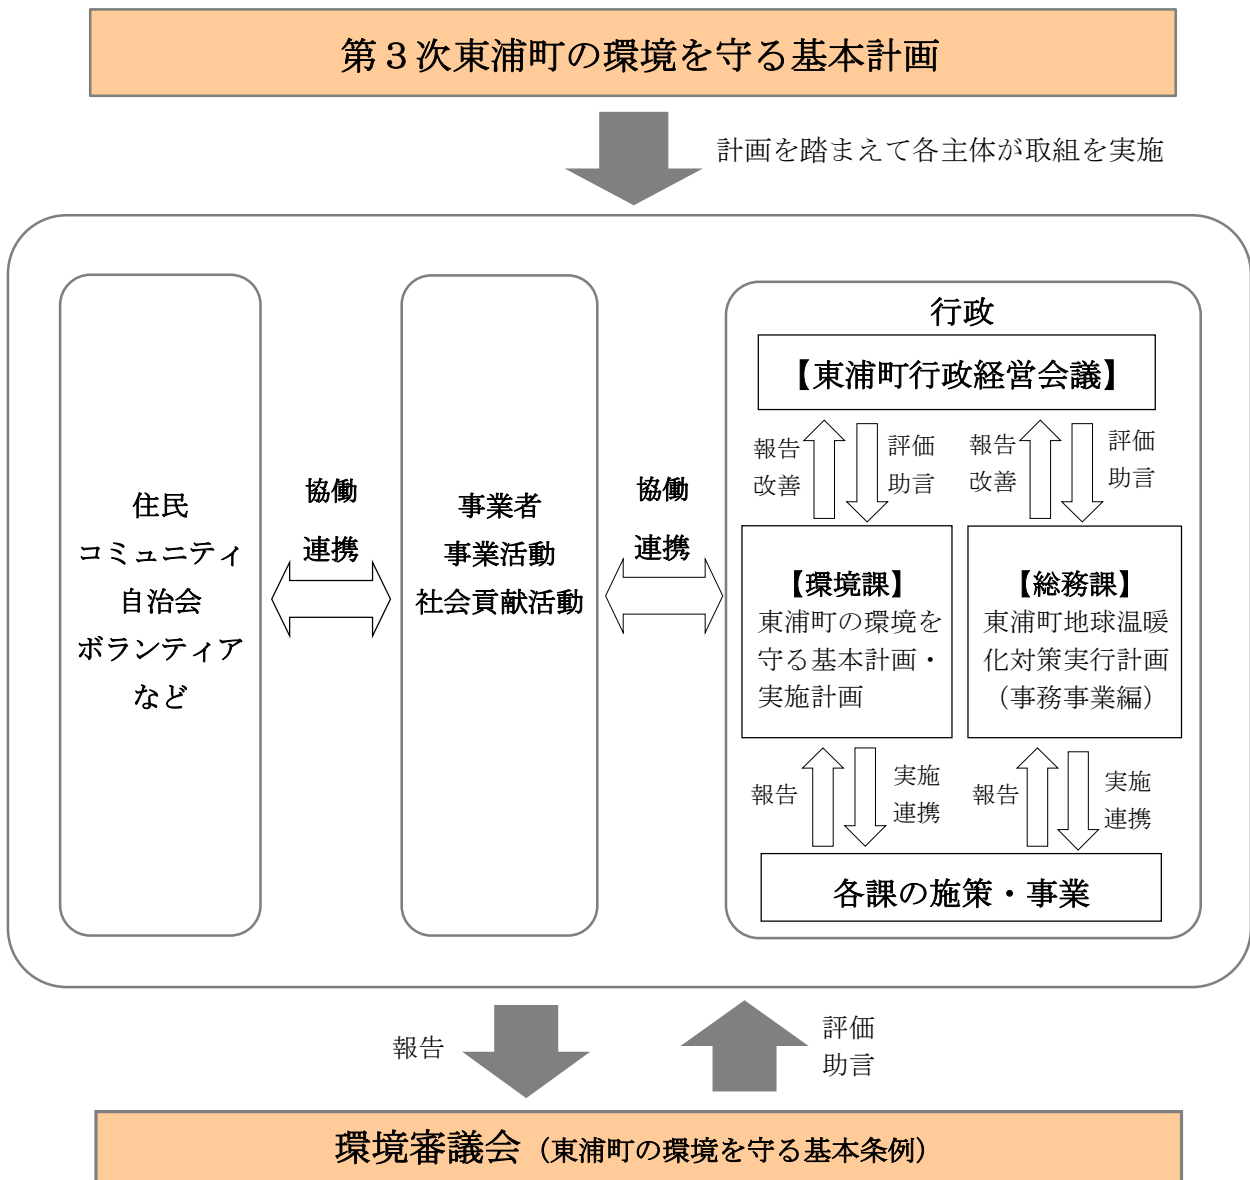 第３次東浦町の環境を守る基本計画
計画を踏まえて各主体が取組を実施
住民
コミュニティ
自治会
ボランティア
など
協働
連携
事業者
事業活動
社会貢献活動
協働
連携
行政
【東浦町行政経営会議】
報告
改善
評価
助言
報告
改善
評価
助言
【環境課】
東浦町の環境を
守る基本計画・
実施計画
【総務課】
東浦町地球温暖
化対策実行計画
（事務事業編）
報告
実施
連携
報告
実施
連携
各課の施策・事業
報告
評価
助言
環境審議会（東浦町の環境を守る基本条例）